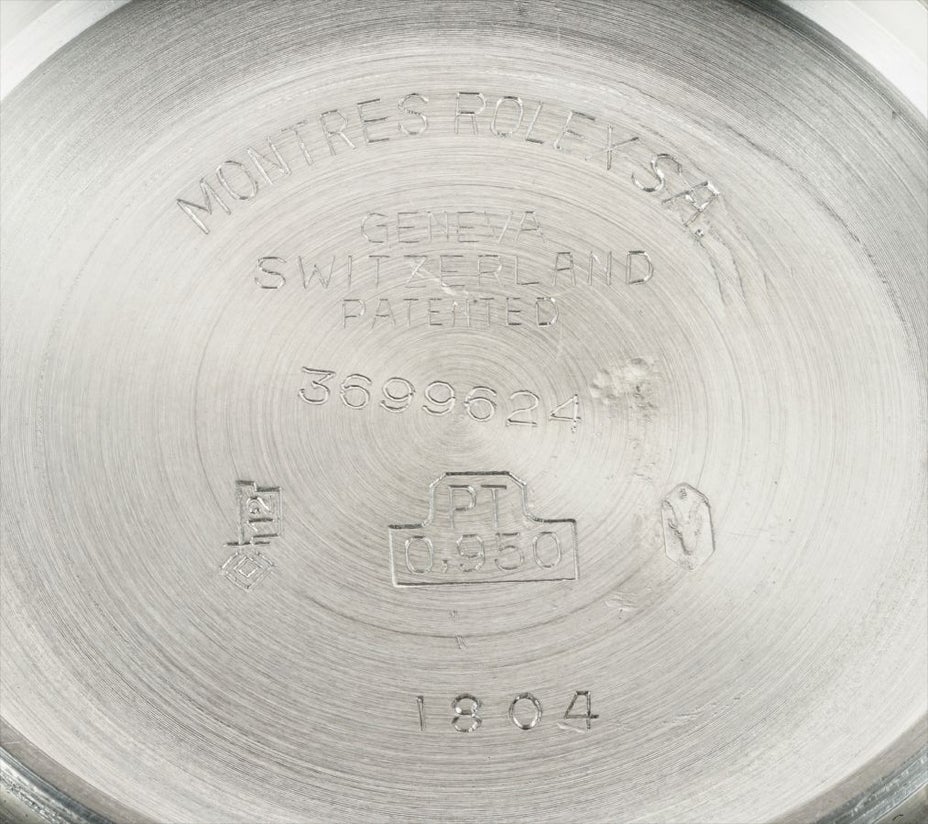 MONTRES ROLEX S.A.
GENEVA
SWITZERLAND
PATENTED
3699624
PT
0,950
1804